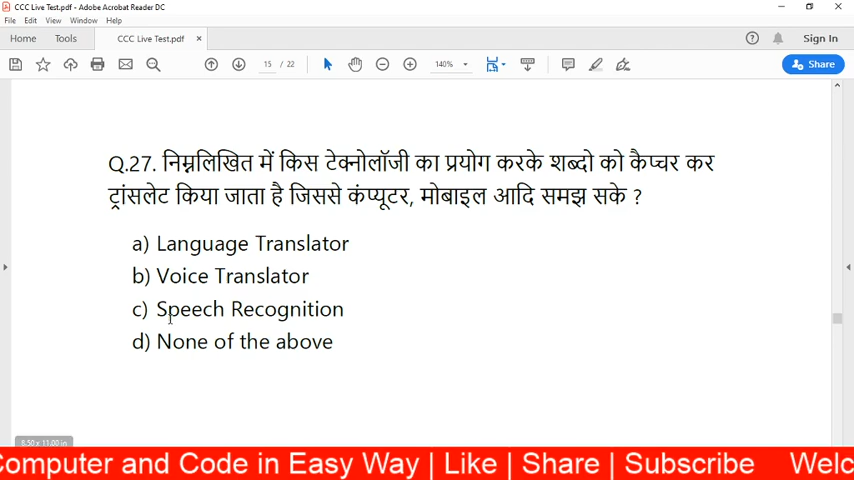 CCC Live Test.pdf - Adobe Acrobat Reader DC
File Edit View Window Help
Home Tools CCC Live Test.pdf × Sign In
15 / 22 140% Share
Q.27. निम्नलिखित में किस टेक्नोलॉजी का प्रयोग करके शब्दो को कैप्चर कर
ट्रांसलेट किया जाता है जिससे कंप्यूटर, मोबाइल आदि समझ सके ?
a) Language Translator
b) Voice Translator
c) Speech Recognition
d) None of the above
8.50 x 11.00 in
Computer and Code in Easy Way | Like | Share | Subscribe Welc